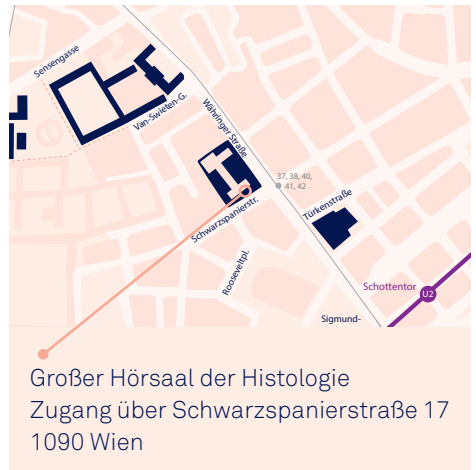 Sensengasse
Van-Swieten-G.
Währinger Straße
37, 38, 40,
41, 42
Türkenstraße
Schwarzspanierstr.
Rooseveltpl.
Schottentor
U2
Sigmund-
Großer Hörsaal der Histologie
Zugang über Schwarzspanierstraße 17
1090 Wien